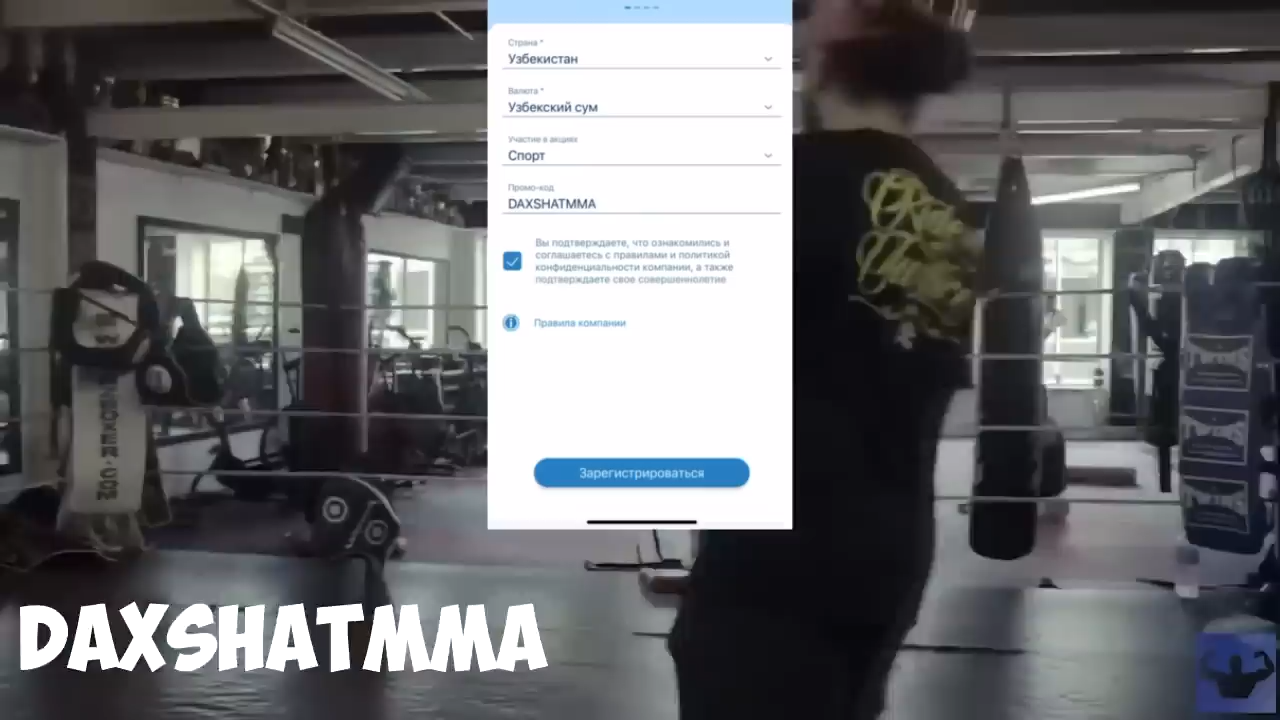 Страна *
Узбекистан
Валюта *
Узбекский сум
Участие в акциях
Спорт
Промо-код
DAXSHATMMA
Вы подтверждаете, что ознакомились и
соглашаетесь с правилами и политикой
конфиденциальности компании, а также
подтверждаете свое совершеннолетие
Правила компании
Зарегистрироваться
DAXSHATMMA